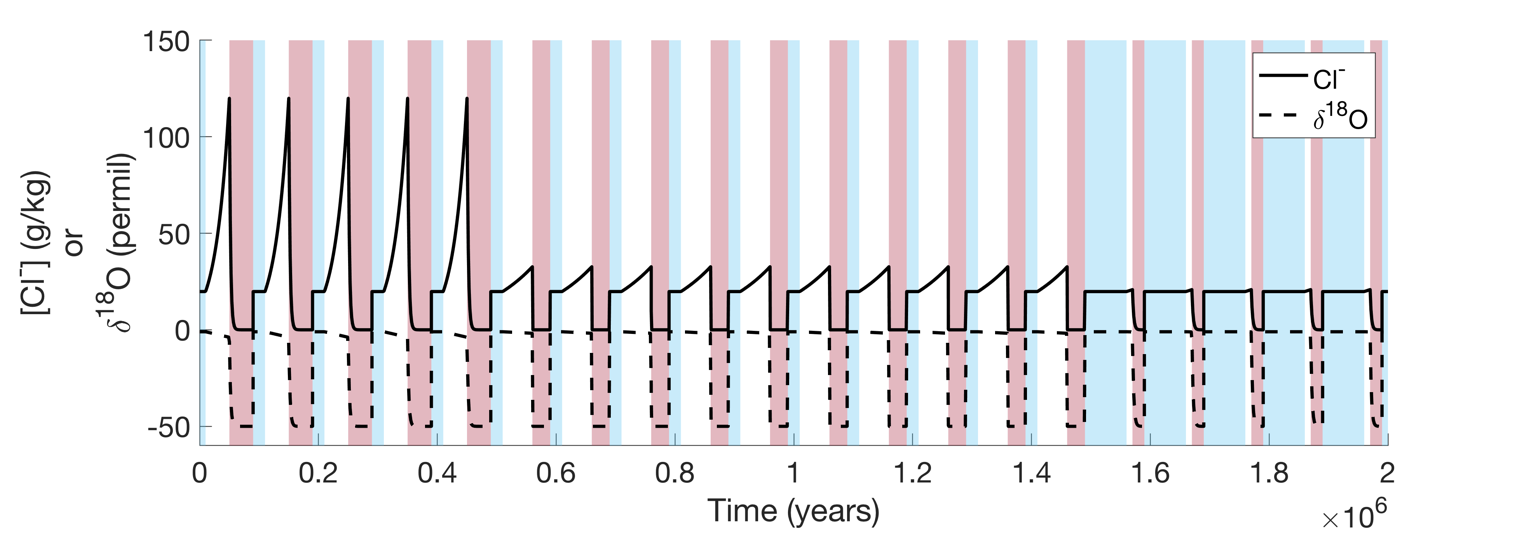 150
100
50
0
-50
[Cl⁻] (g/kg)
or
δ¹⁸O (permil)
Cl⁻
δ¹⁸O
0 0.2 0.4 0.6 0.8 1 1.2 1.4 1.6 1.8 2
Time (years)
×10⁶